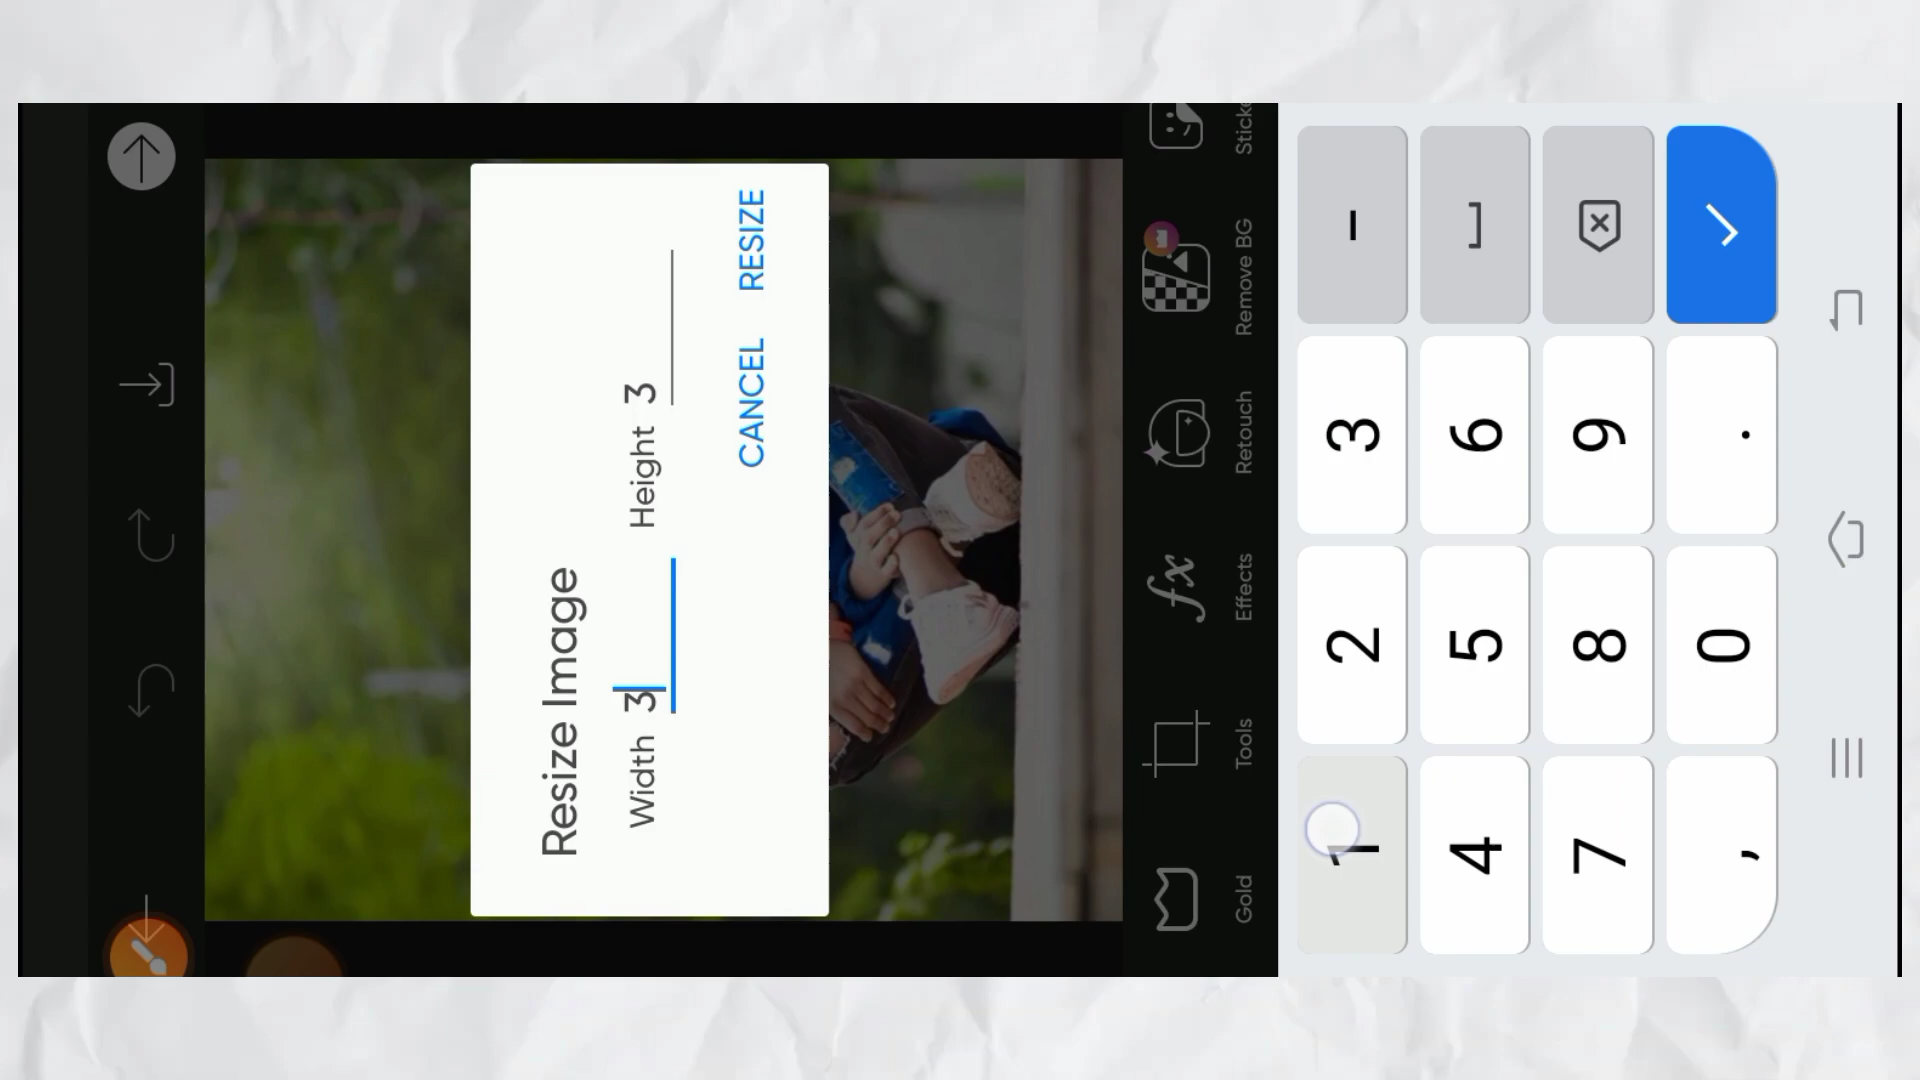 Resize Image
Width 3
Height 3
CANCEL RESIZE
Gold
Tools
Effects
Retouch
Remove BG
Sticke
1 2 3 -
4 5 6
7 8 9
, 0 .